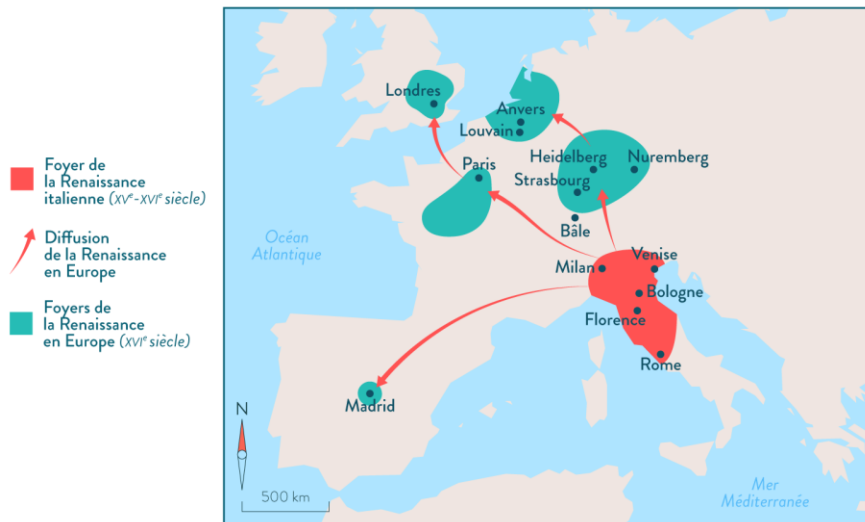 Foyer de
la Renaissance
italienne (XVᵉ-XVIᵉ siècle)
Diffusion
de la Renaissance
en Europe
Foyers de
la Renaissance
en Europe (XVIᵉ siècle)
Londres
Anvers
Louvain
Heidelberg
Nuremberg
Paris
Strasbourg
Bâle
Océan
Atlantique
Milan
Venise
Bologne
Florence
Rome
Madrid
N
500 km
Mer
Méditerranée